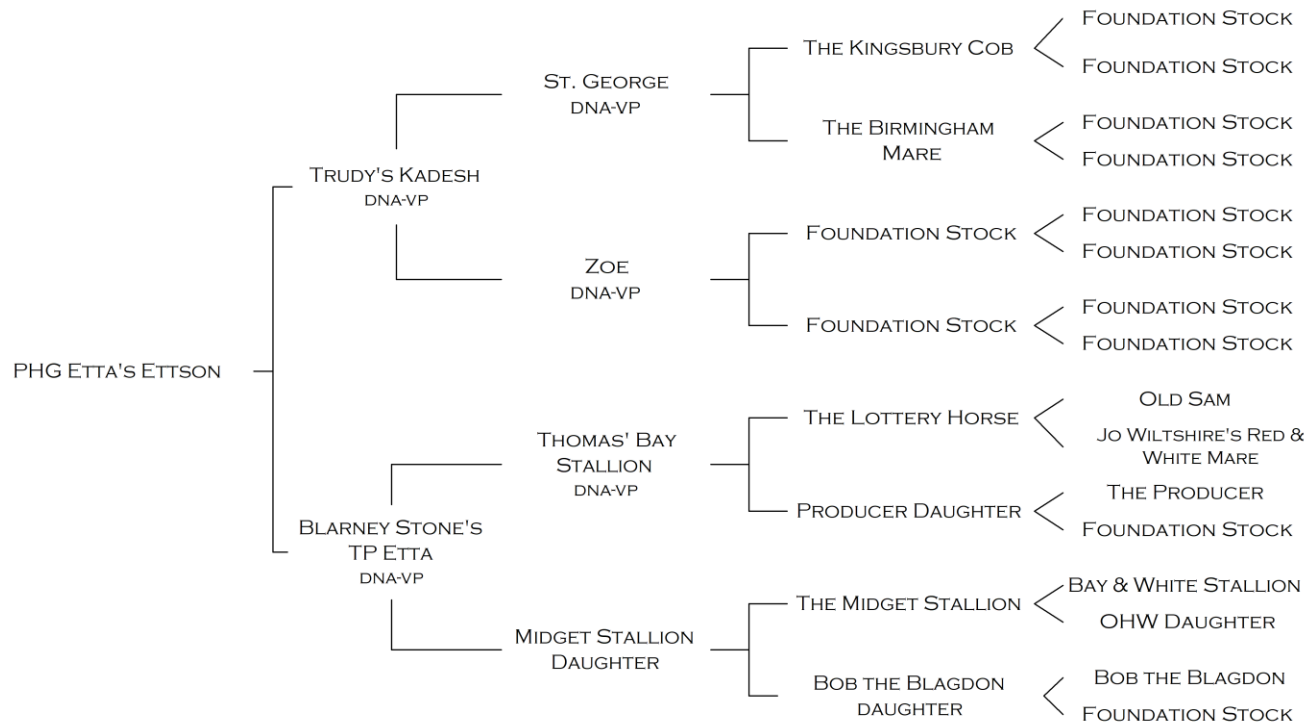 Foundation Stock
The Kingsbury Cob
Foundation Stock
St. George
DNA-VP
Foundation Stock
The Birmingham
Mare
Foundation Stock
Trudy's Kadesh
DNA-VP
Foundation Stock
Foundation Stock
Foundation Stock
Zoe
DNA-VP
Foundation Stock
Foundation Stock
Foundation Stock
PHG Etta's Ettson
Old Sam
The Lottery Horse
Jo Wiltshire's Red &
White Mare
Thomas' Bay
Stallion
DNA-VP
The Producer
Producer Daughter
Foundation Stock
Blarney Stone's
TP Etta
DNA-VP
Bay & White Stallion
The Midget Stallion
OHW Daughter
Midget Stallion
Daughter
Bob the Blagdon
Bob the Blagdon
daughter
Foundation Stock